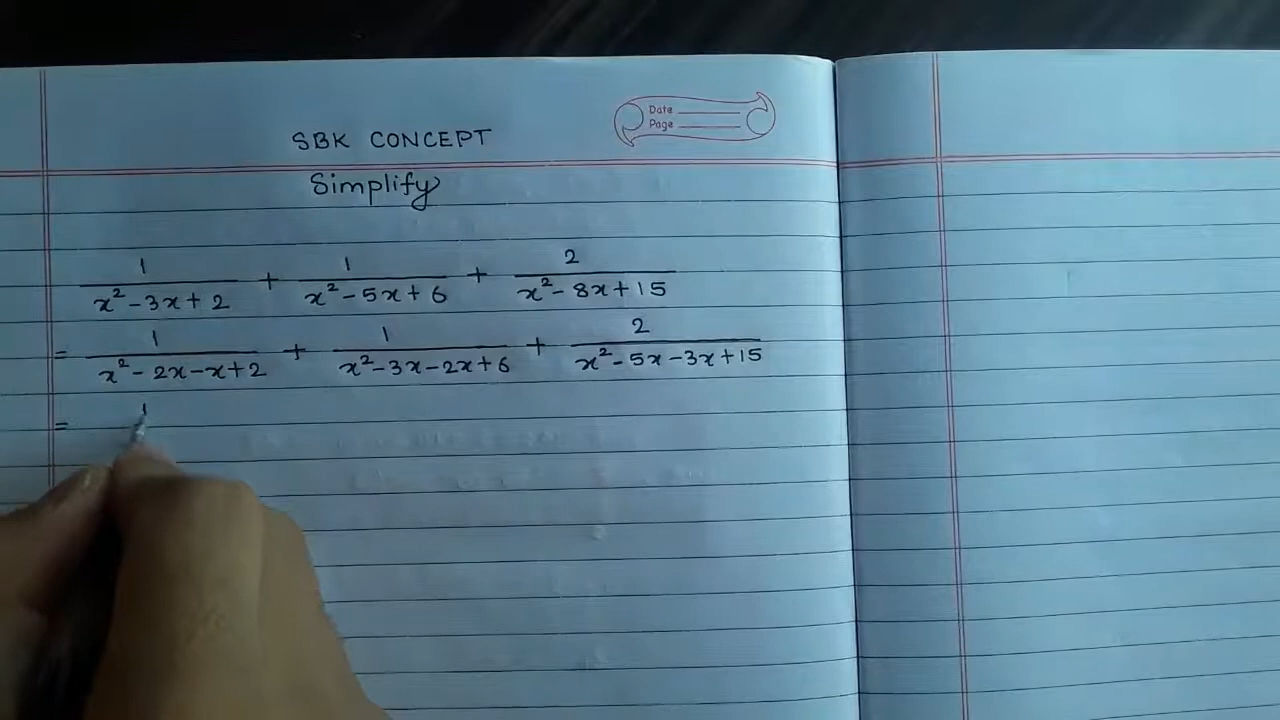 Date
Page
SBK CONCEPT
Simplify
1/(x²-3x+2) + 1/(x²-5x+6) + 2/(x²-8x+15)
= 1/(x²-2x-x+2) + 1/(x²-3x-2x+6) + 2/(x²-5x-3x+15)
= 1